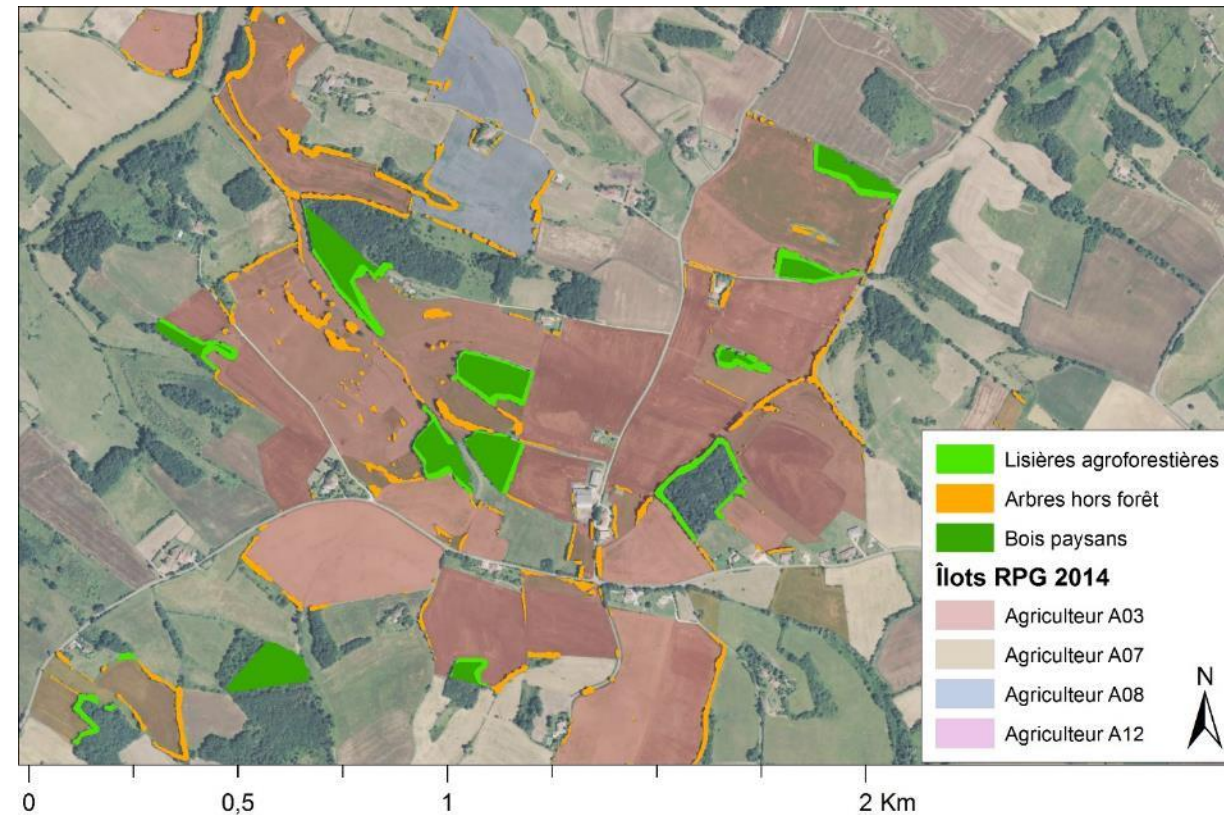 Lisières agroforestières
Arbres hors forêt
Bois paysans
Îlots RPG 2014
Agriculteur A03
Agriculteur A07
Agriculteur A08
Agriculteur A12
N
0 0,5 1 2 Km